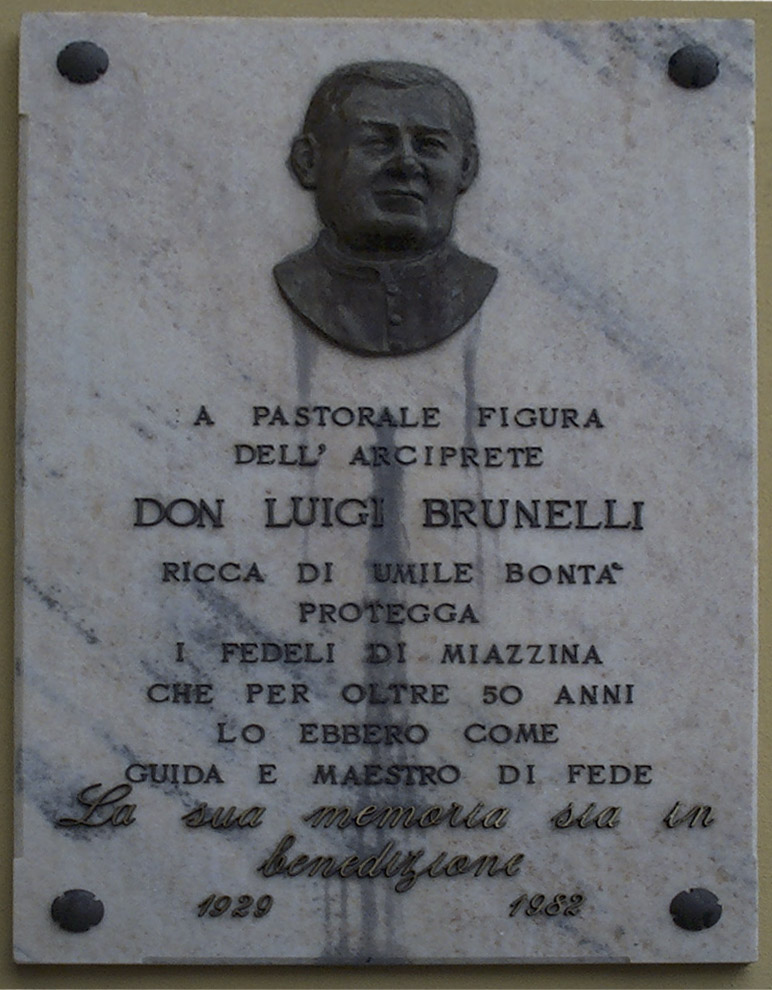 A PASTORALE FIGURA
DELL' ARCIPRETE
DON LUIGI BRUNELLI
RICCA DI UMILE BONTA'
PROTEGGA
I FEDELI DI MIAZZINA
CHE PER OLTRE 50 ANNI
LO EBBERO COME
GUIDA E MAESTRO DI FEDE
La sua memoria sia in
benedizione
1929 1982